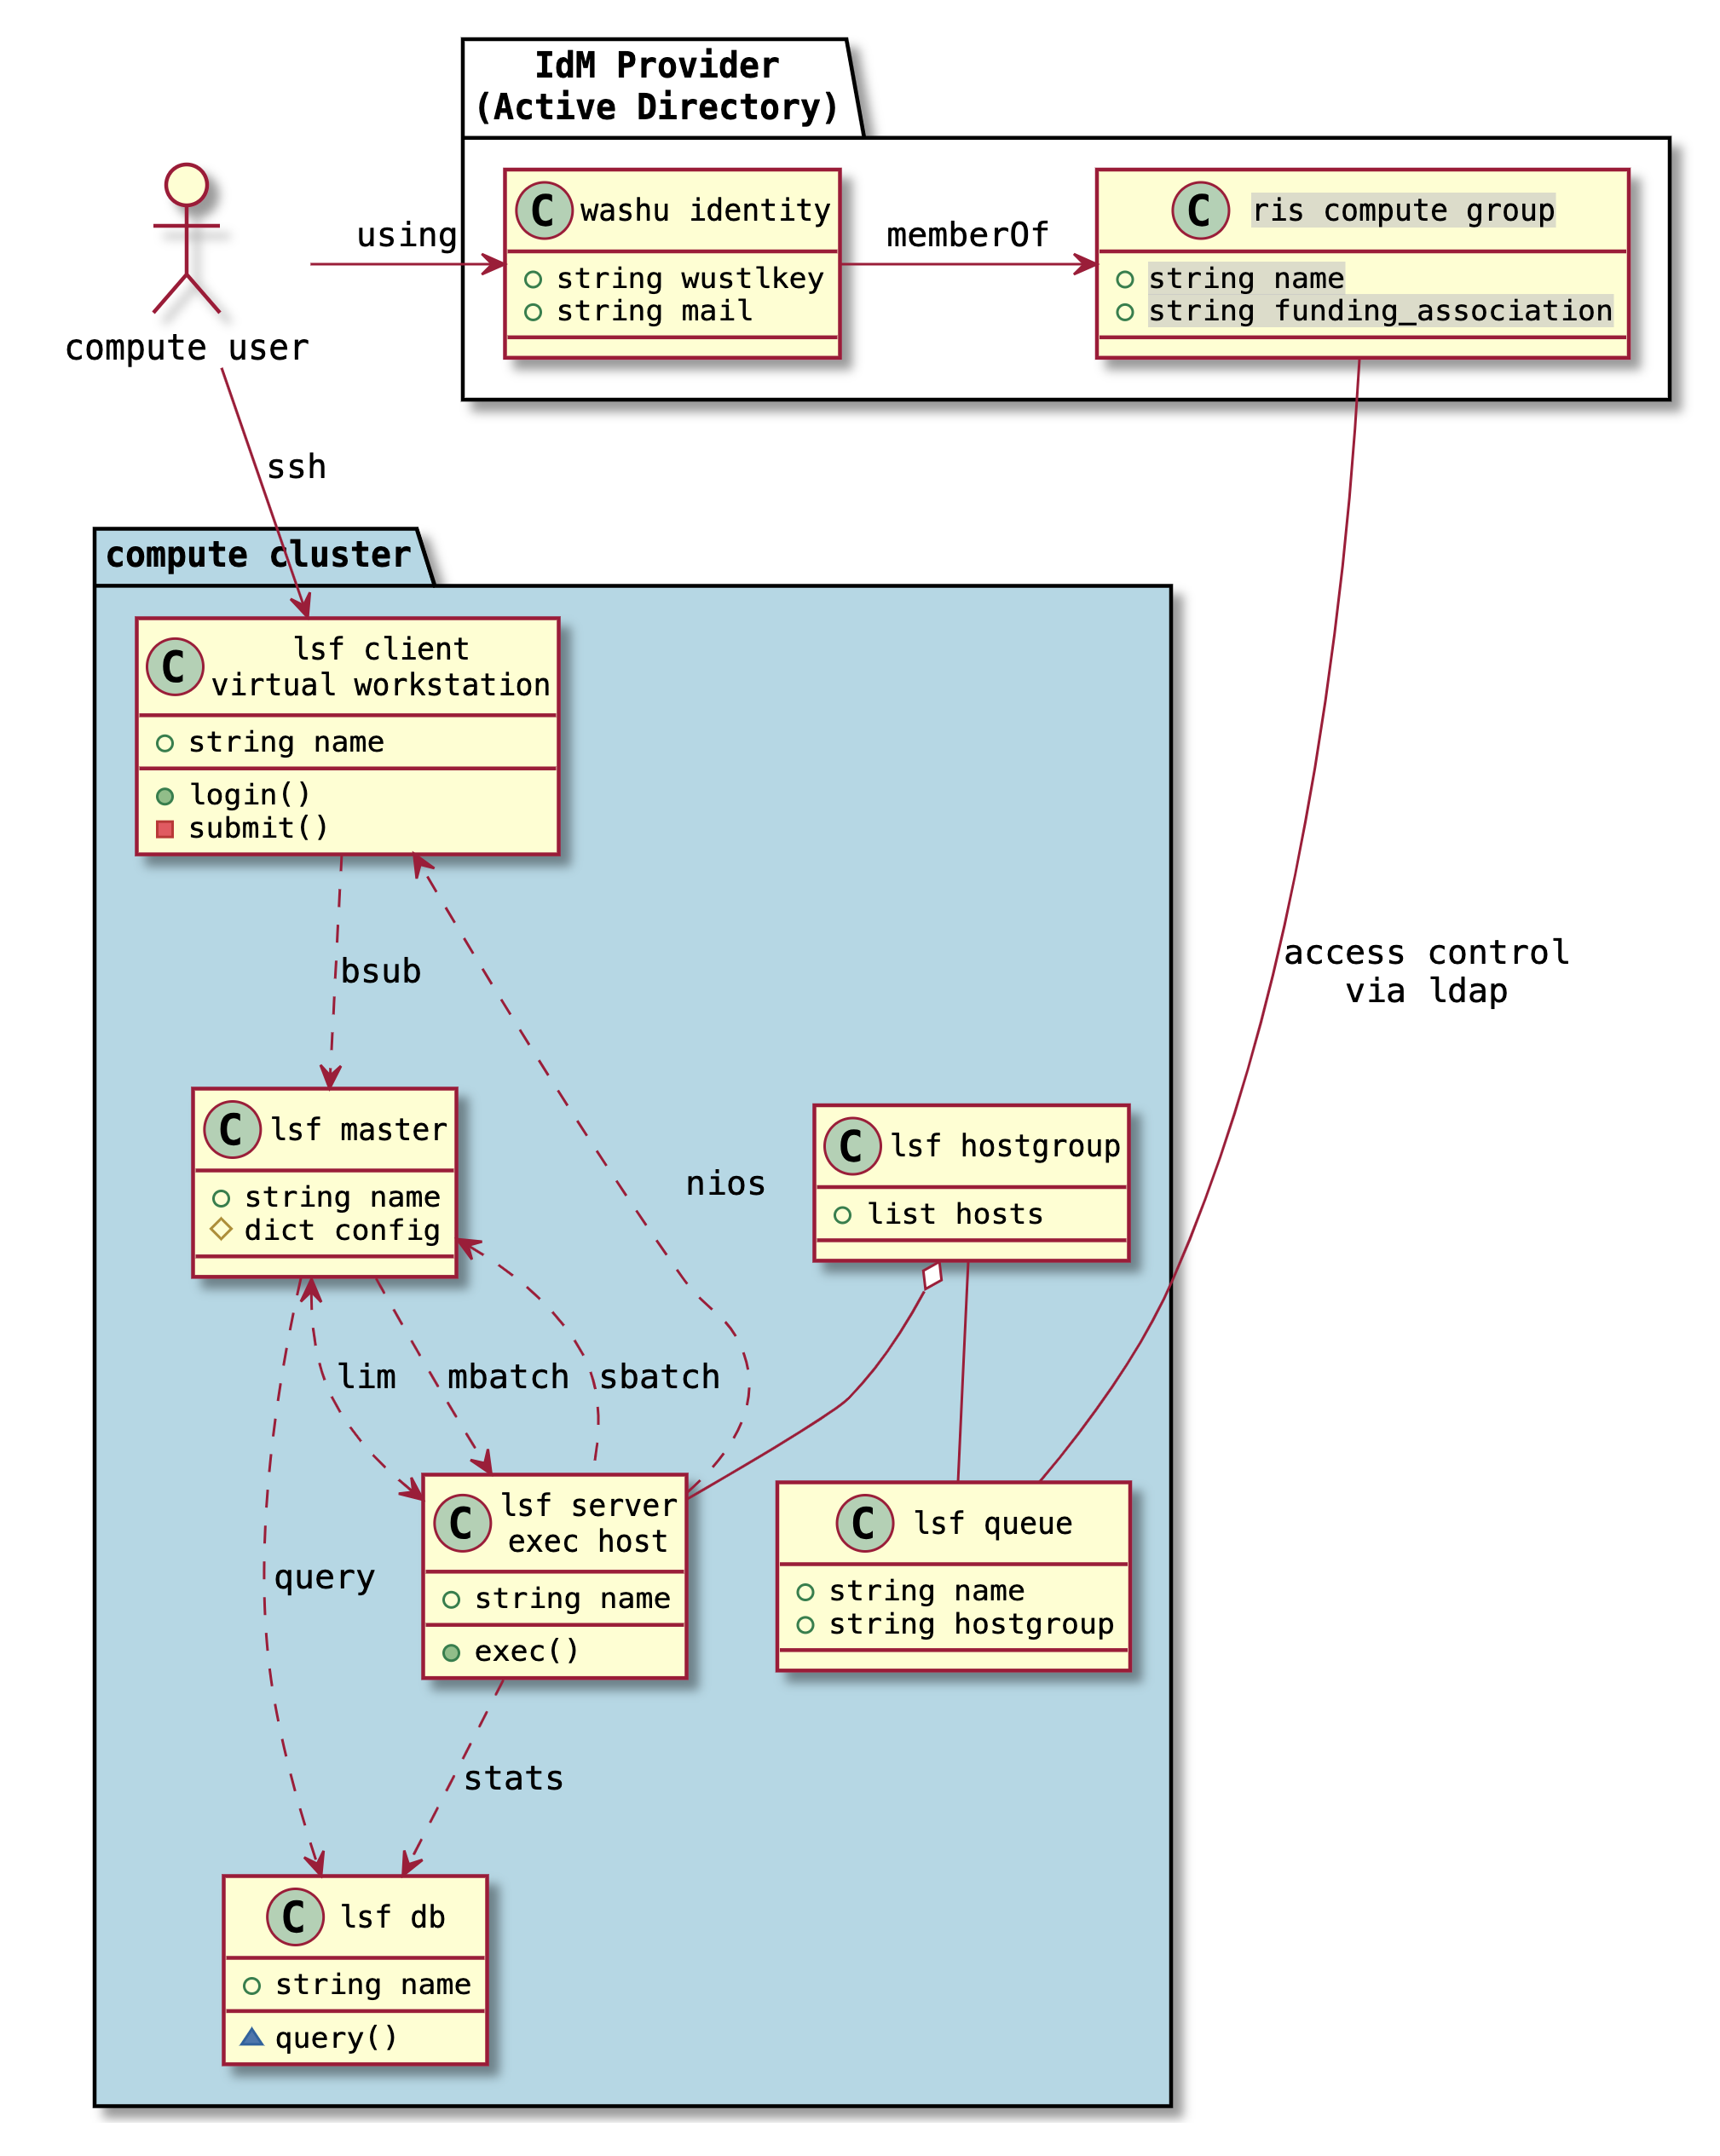 IdM Provider
(Active Directory)
C washu identity
string wustlkey
string mail
C ris compute group
string name
string funding_association
using
memberOf
compute user
ssh
compute cluster
C lsf client
virtual workstation
string name
login()
submit()
bsub
access control
via ldap
C lsf master
string name
dict config
nios
C lsf hostgroup
list hosts
lim
mbatch
sbatch
C lsf server
exec host
string name
exec()
C lsf queue
string name
string hostgroup
query
stats
C lsf db
string name
query()